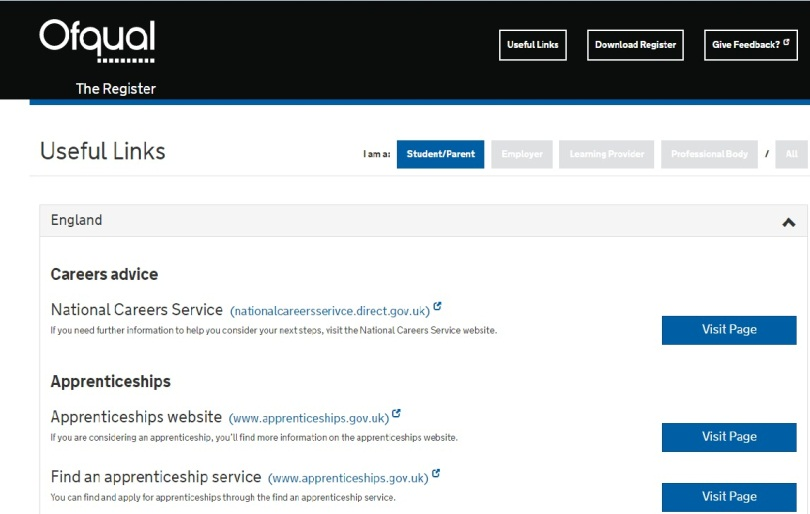 Ofqual
The Register
Useful Links
Download Register
Give Feedback?
Useful Links
I am a:
Student/Parent
Employer
Learning Provider
Professional Body
/
All
England
Careers advice
National Careers Service (nationalcareersserivce.direct.gov.uk)
If you need further information to help you consider your next steps, visit the National Careers Service website.
Visit Page
Apprenticeships
Apprenticeships website (www.apprenticeships.gov.uk)
If you are considering an apprenticeship, you'll find more information on the apprent ceships website.
Visit Page
Find an apprenticeship service (www.apprenticeships.gov.uk)
You can find and apply for apprenticeships through the find an apprenticeship service.
Visit Page